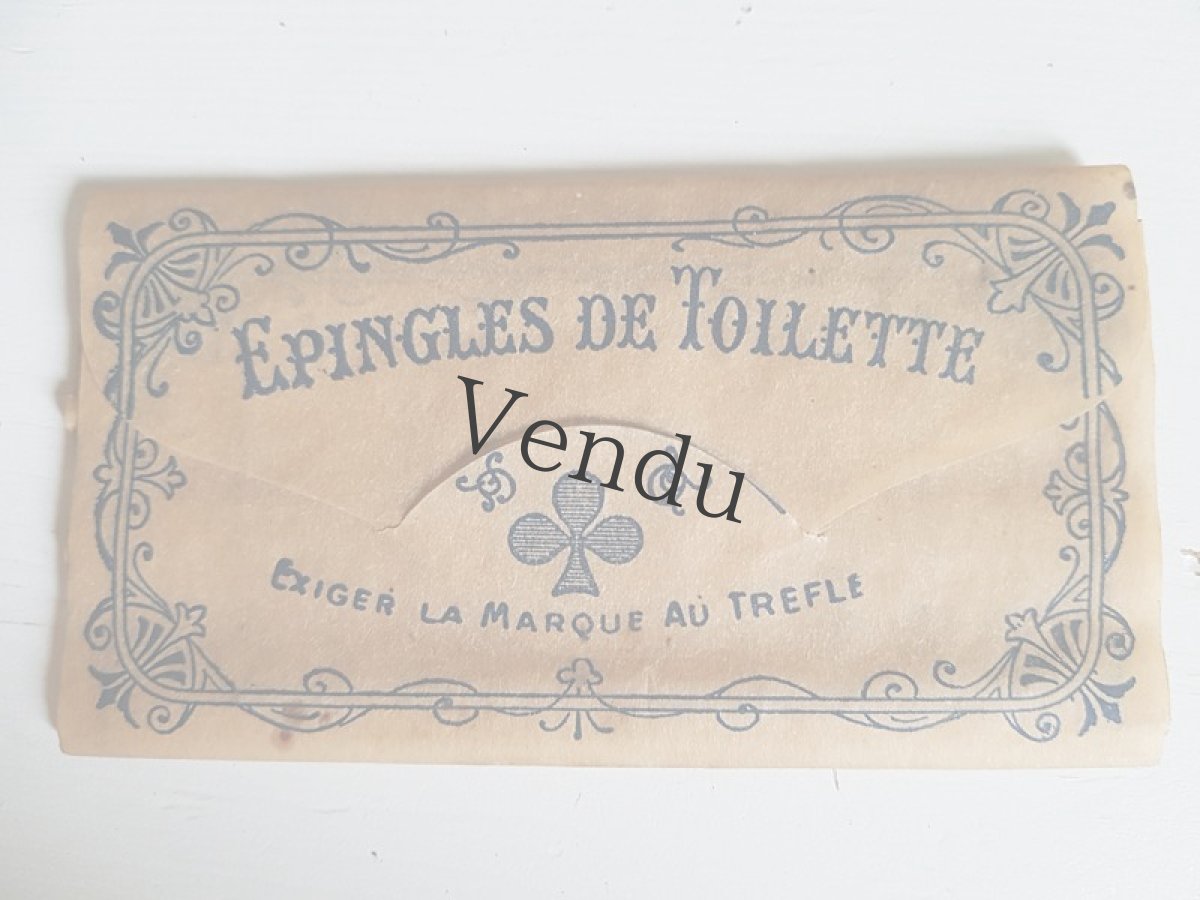 EPINGLES DE TOILETTE
Vendu
EXIGER LA MARQUE AU TREFLE